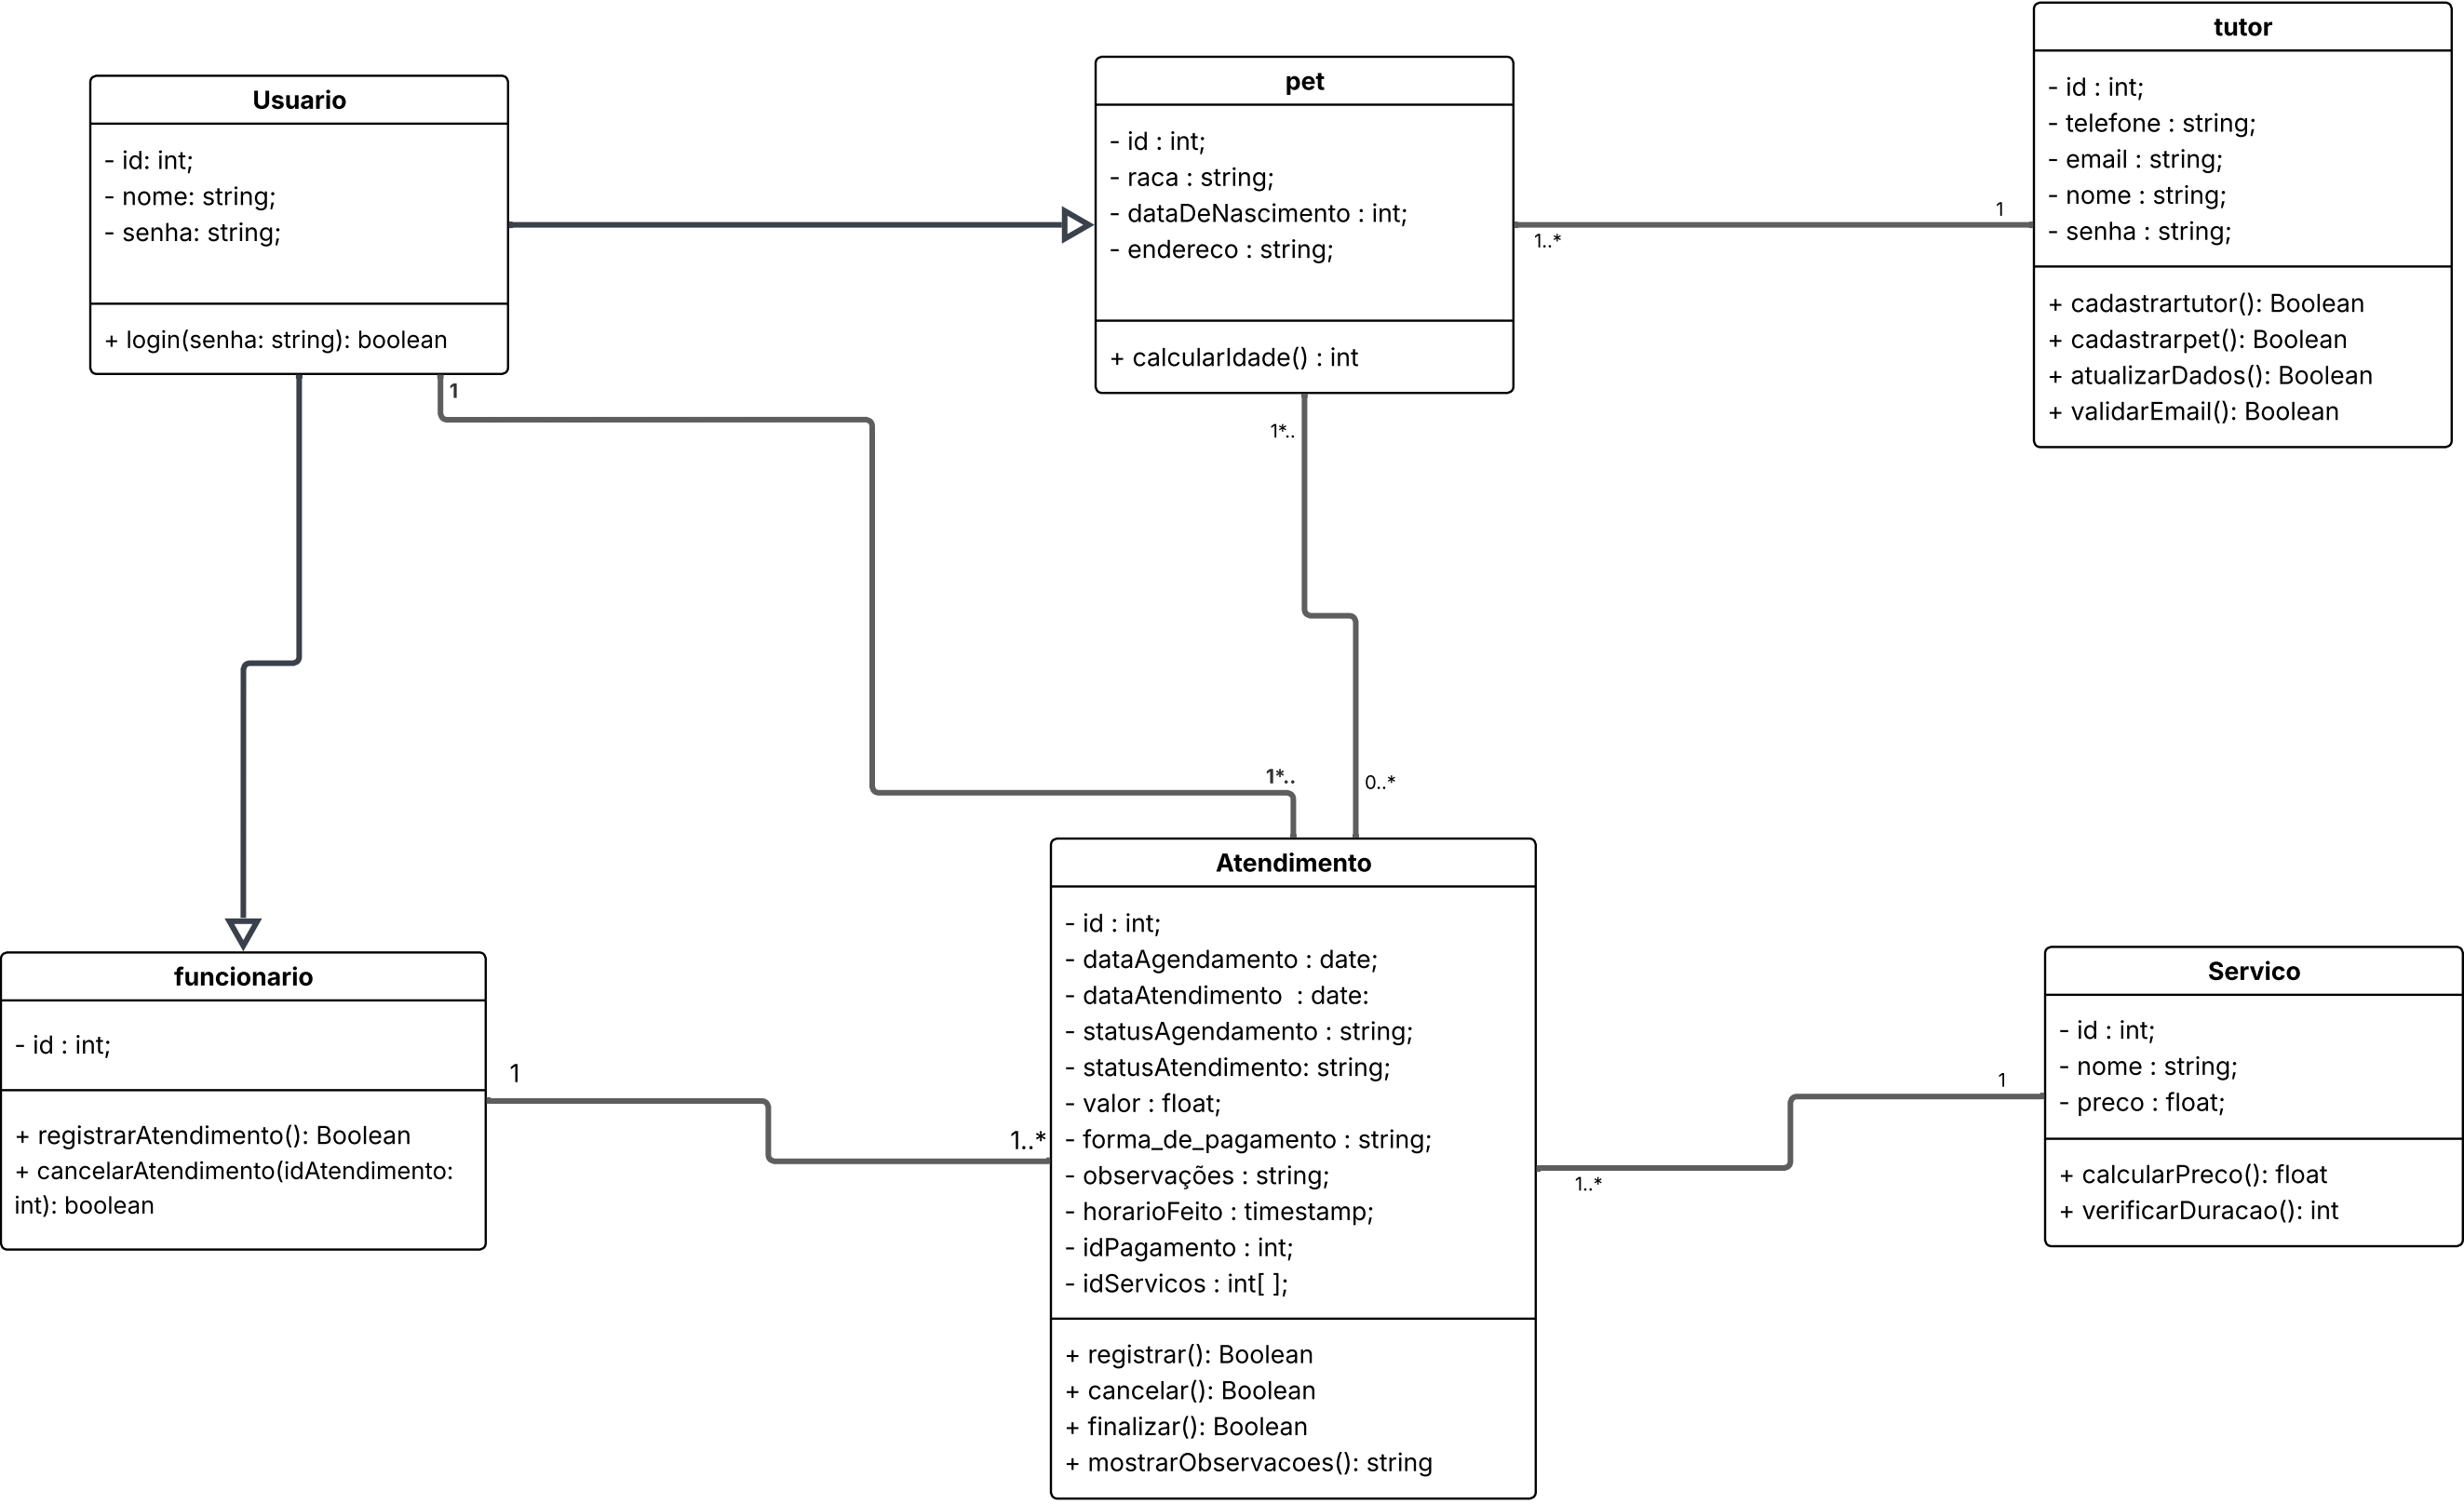 Usuario
- id: int;
- nome: string;
- senha: string;
+ login(senha: string): boolean
1
pet
- id : int;
- raca : string;
- dataDeNascimento : int;
- endereco : string;
+ calcularIdade() : int
1..*
1
1*..
tutor
- id : int;
- telefone : string;
- email : string;
- nome : string;
- senha : string;
+ cadastrartutor(): Boolean
+ cadastrarpet(): Boolean
+ atualizarDados(): Boolean
+ validarEmail(): Boolean
1*..
0..*
funcionario
- id : int;
+ registrarAtendimento(): Boolean
+ cancelarAtendimento(idAtendimento:
int): boolean
1
1..*
Atendimento
- id : int;
- dataAgendamento : date;
- dataAtendimento  : date:
- statusAgendamento : string;
- statusAtendimento: string;
- valor : float;
- forma_de_pagamento : string;
- observações : string;
- horarioFeito : timestamp;
- idPagamento : int;
- idServicos : int[ ];
+ registrar(): Boolean
+ cancelar(): Boolean
+ finalizar(): Boolean
+ mostrarObservacoes(): string
1..*
1
Servico
- id : int;
- nome : string;
- preco : float;
+ calcularPreco(): float
+ verificarDuracao(): int